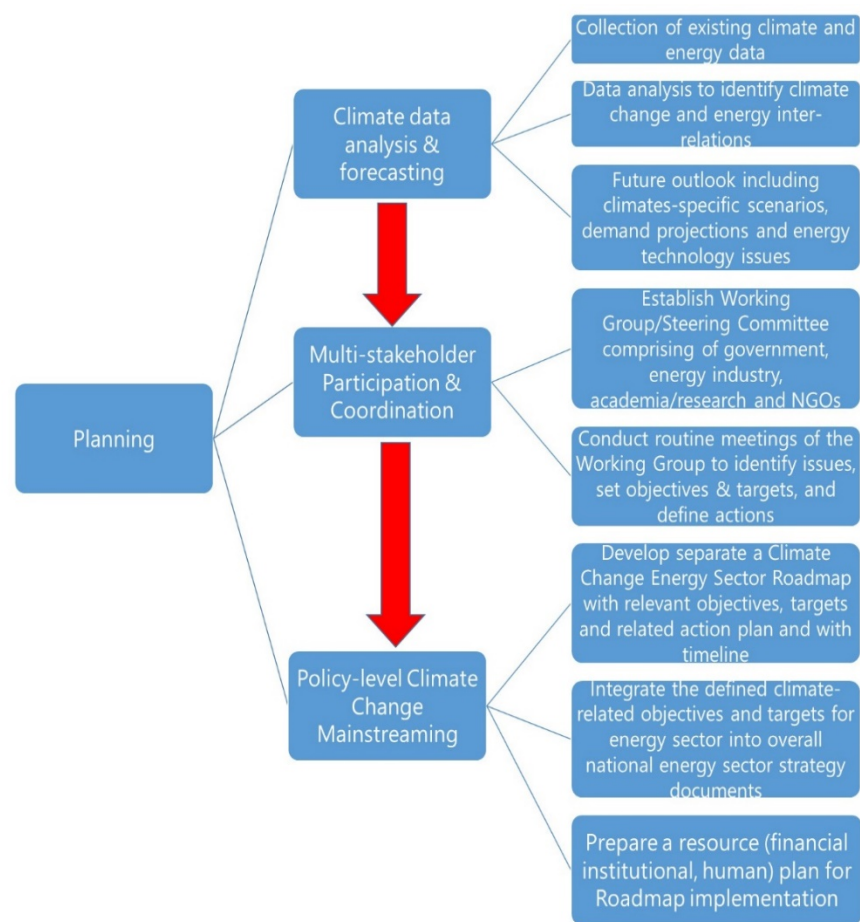 Planning
Climate data
analysis &
forecasting
Collection of existing climate and
energy data
Data analysis to identify climate
change and energy inter-
relations
Future outlook including
climates-specific scenarios,
demand projections and energy
technology issues
Multi-stakeholder
Participation &
Coordination
Establish Working
Group/Steering Committee
comprising of government,
energy industry,
academia/research and NGOs
Conduct routine meetings of the
Working Group to identify issues,
set objectives & targets, and
define actions
Policy-level Climate
Change
Mainstreaming
Develop separate a Climate
Change Energy Sector Roadmap
with relevant objectives, targets
and related action plan and with
timeline
Integrate the defined climate-
related objectives and targets for
energy sector into overall
national energy sector strategy
documents
Prepare a resource (financial
institutional, human) plan for
Roadmap implementation